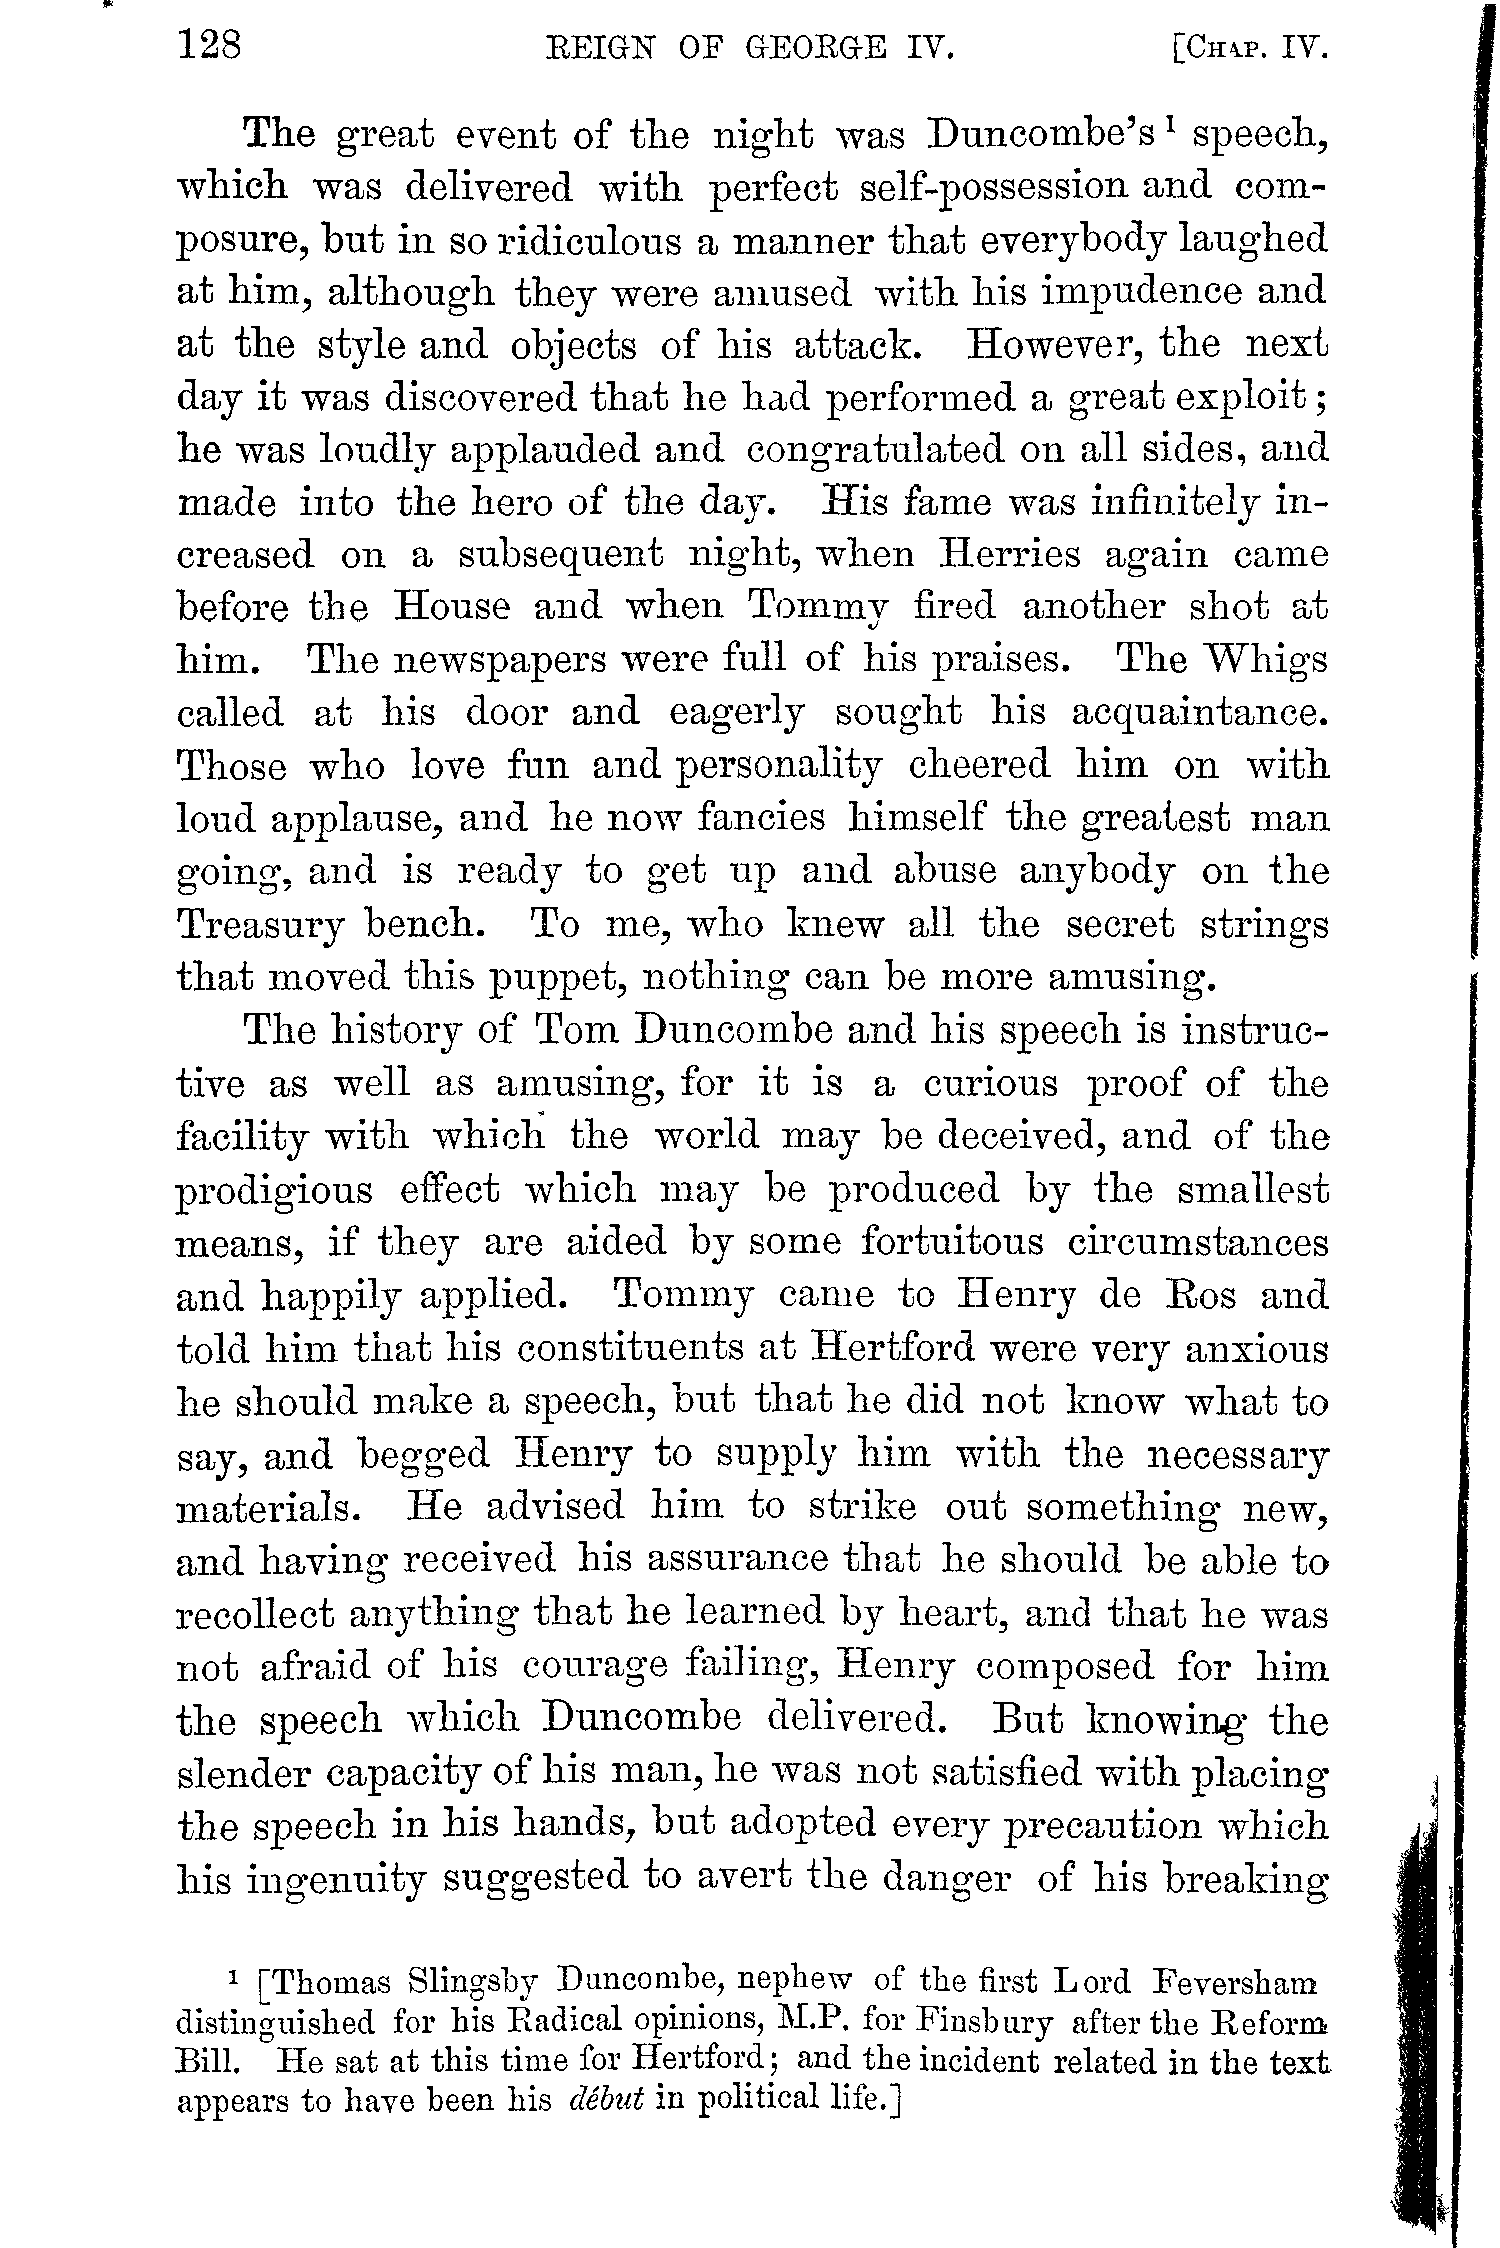 128 REIGN OF GEORGE IV. [CHAP. IV.
The great event of the night was Duncombe's ¹ speech,
which was delivered with perfect self-possession and com-
posure, but in so ridiculous a manner that everybody laughed
at him, although they were amused with his impudence and
at the style and objects of his attack. However, the next
day it was discovered that he had performed a great exploit ;
he was loudly applauded and congratulated on all sides, and
made into the hero of the day. His fame was infinitely in-
creased on a subsequent night, when Herries again came
before the House and when Tommy fired another shot at
him. The newspapers were full of his praises. The Whigs
called at his door and eagerly sought his acquaintance.
Those who love fun and personality cheered him on with
loud applause, and he now fancies himself the greatest man
going, and is ready to get up and abuse anybody on the
Treasury bench. To me, who knew all the secret strings
that moved this puppet, nothing can be more amusing.
The history of Tom Duncombe and his speech is instruc-
tive as well as amusing, for it is a curious proof of the
facility with which the world may be deceived, and of the
prodigious effect which may be produced by the smallest
means, if they are aided by some fortuitous circumstances
and happily applied. Tommy came to Henry de Ros and
told him that his constituents at Hertford were very anxious
he should make a speech, but that he did not know what to
say, and begged Henry to supply him with the necessary
materials. He advised him to strike out something new,
and having received his assurance that he should be able to
recollect anything that he learned by heart, and that he was
not afraid of his courage failing, Henry composed for him
the speech which Duncombe delivered. But knowing the
slender capacity of his man, he was not satisfied with placing
the speech in his hands, but adopted every precaution which
his ingenuity suggested to avert the danger of his breaking
¹ [Thomas Slingsby Duncombe, nephew of the first Lord Feversham
distinguished for his Radical opinions, M.P. for Finsbury after the Reform
Bill. He sat at this time for Hertford; and the incident related in the text
appears to have been his début in political life.]